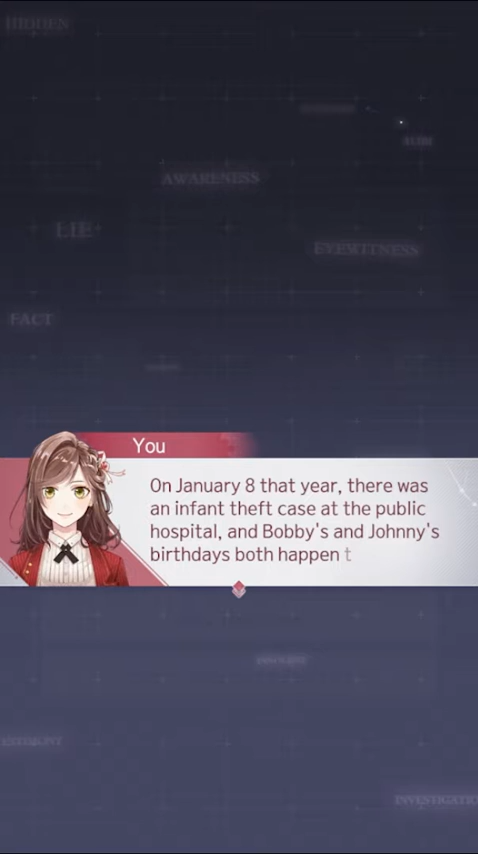 HIDDEN
AWARENESS
LIE
EYEWITNESS
FACT
You
On January 8 that year, there was
an infant theft case at the public
hospital, and Bobby's and Johnny's
birthdays both happen t